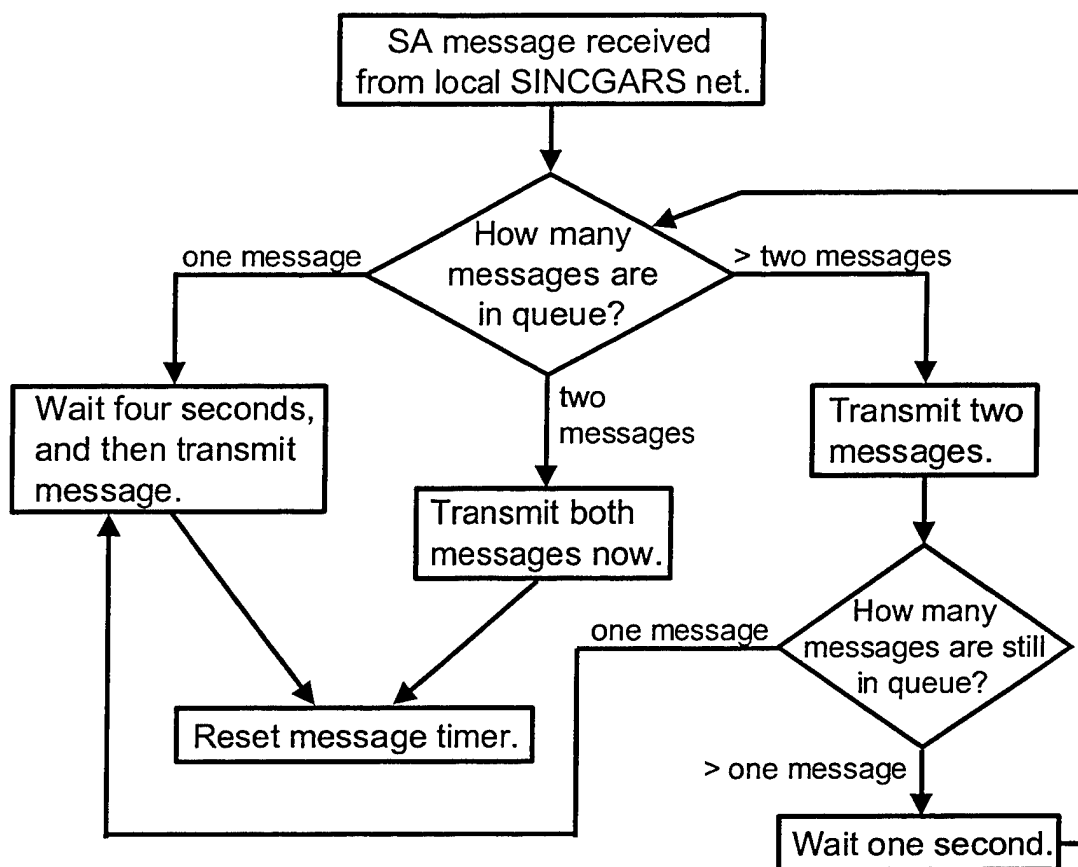 SA message received
from local SINCGARS net.
How many
messages are
in queue?
one message
> two messages
two
messages
Wait four seconds,
and then transmit
message.
Transmit both
messages now.
Transmit two
messages.
How many
messages are still
in queue?
one message
> one message
Reset message timer.
Wait one second.